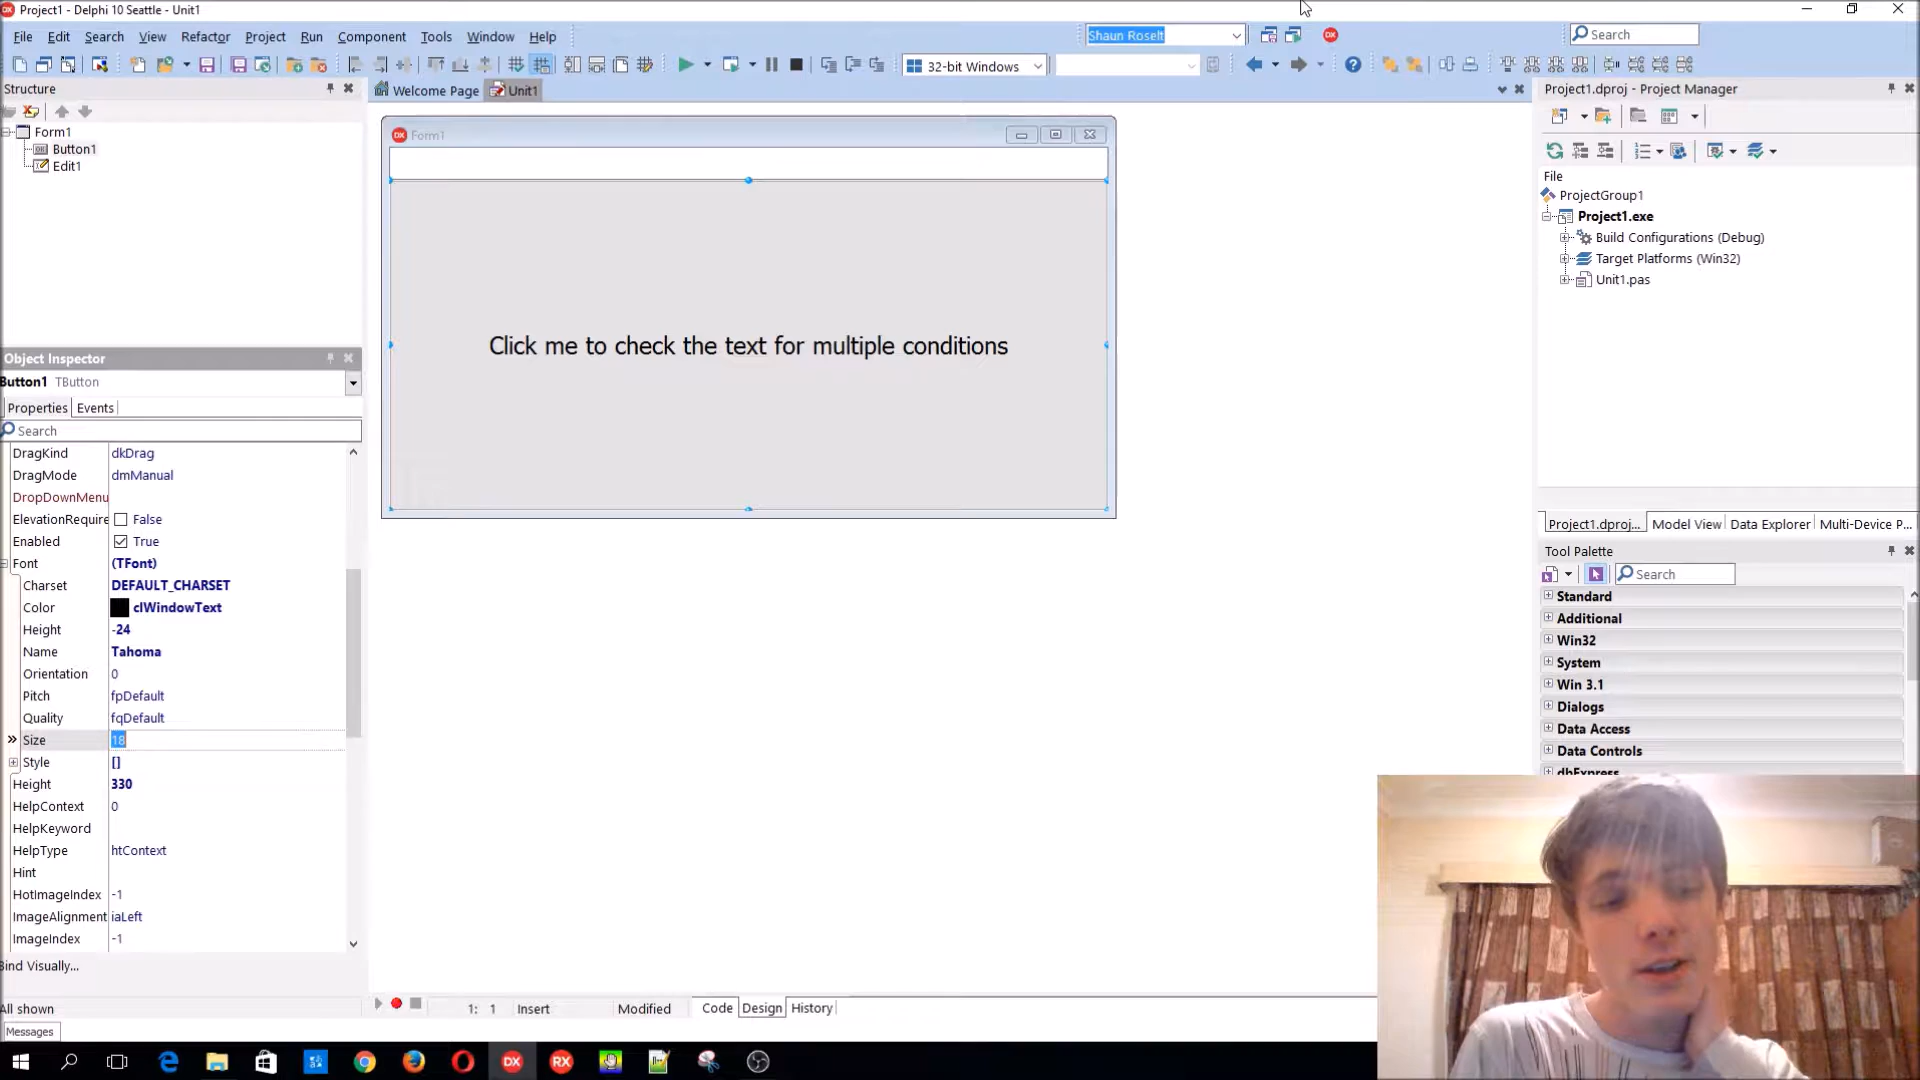 Project1 - Delphi 10 Seattle - Unit1
File Edit Search View Refactor Project Run Component Tools Window Help
Shaun Roselt
Search
32-bit Windows
Structure
Welcome Page Unit1
Project1.dproj - Project Manager
Form1
Button1
Edit1
Form1
Click me to check the text for multiple conditions
File
ProjectGroup1
Project1.exe
Build Configurations (Debug)
Target Platforms (Win32)
Unit1.pas
Object Inspector
Button1 TButton
Properties Events
Search
DragKind dkDrag
DragMode dmManual
DropDownMenu
ElevationRequire False
Enabled True
Font (TFont)
Charset DEFAULT_CHARSET
Color clWindowText
Height -24
Name Tahoma
Orientation 0
Pitch fpDefault
Quality fqDefault
Size 18
Style []
Height 330
HelpContext 0
HelpKeyword
HelpType htContext
Hint
HotImageIndex -1
ImageAlignment iaLeft
ImageIndex -1
Bind Visually...
All shown
Messages
Project1.dproj... Model View Data Explorer Multi-Device P...
Tool Palette
Search
Standard
Additional
Win32
System
Win 3.1
Dialogs
Data Access
Data Controls
dbExpress
1: 1 Insert Modified Code Design History
DX RX